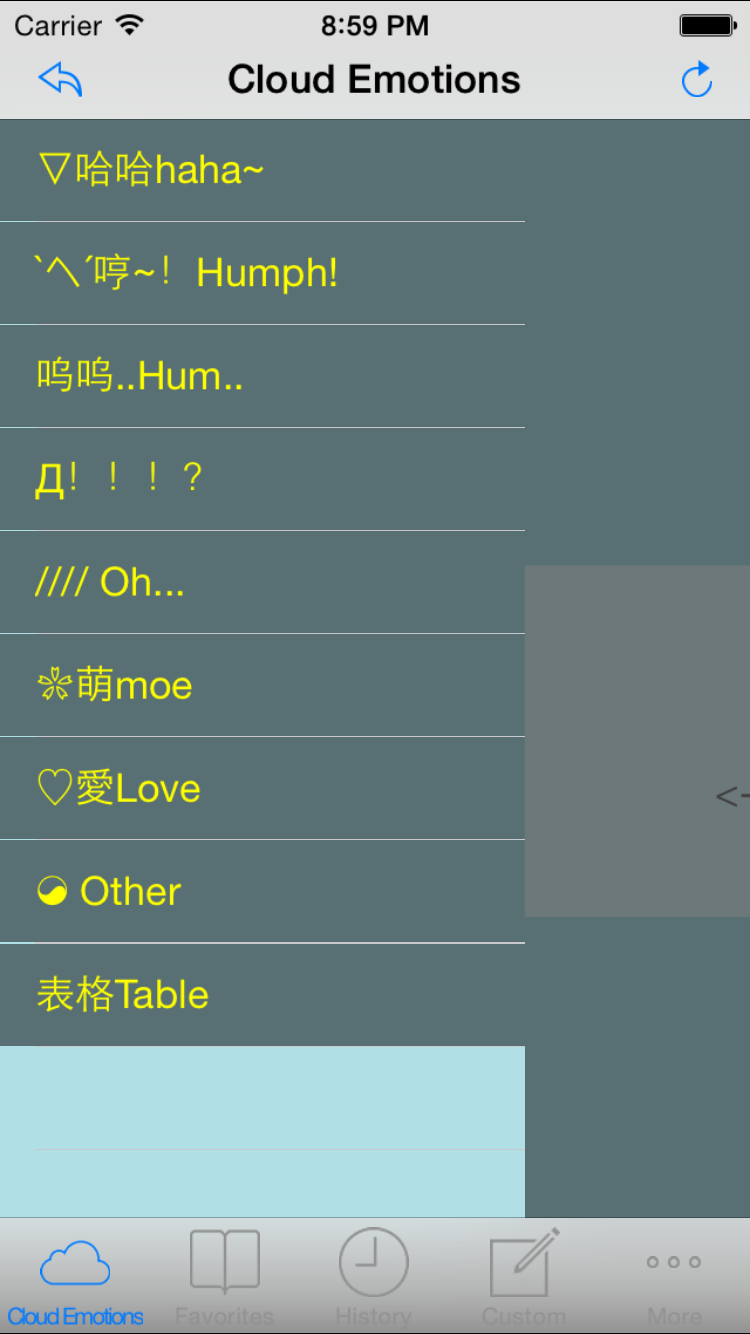 Carrier 8:59 PM
Cloud Emotions
▽哈哈haha~
`ヘ´哼~！Humph!
呜呜..Hum..
Д！！！？
//// Oh...
❀萌moe
♡愛Love
☯ Other
表格Table
<-
Cloud Emotions Favorites History Custom More